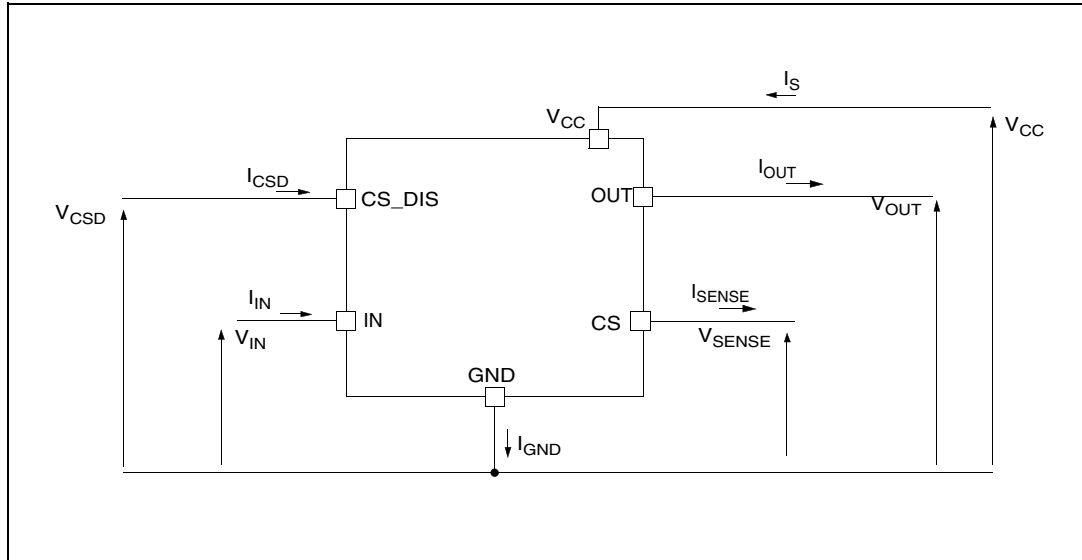 I_S
V_CC
V_CC
I_CSD
I_OUT
CS_DIS
OUT
V_CSD
V_OUT
I_IN
I_SENSE
IN
CS
V_IN
V_SENSE
GND
I_GND